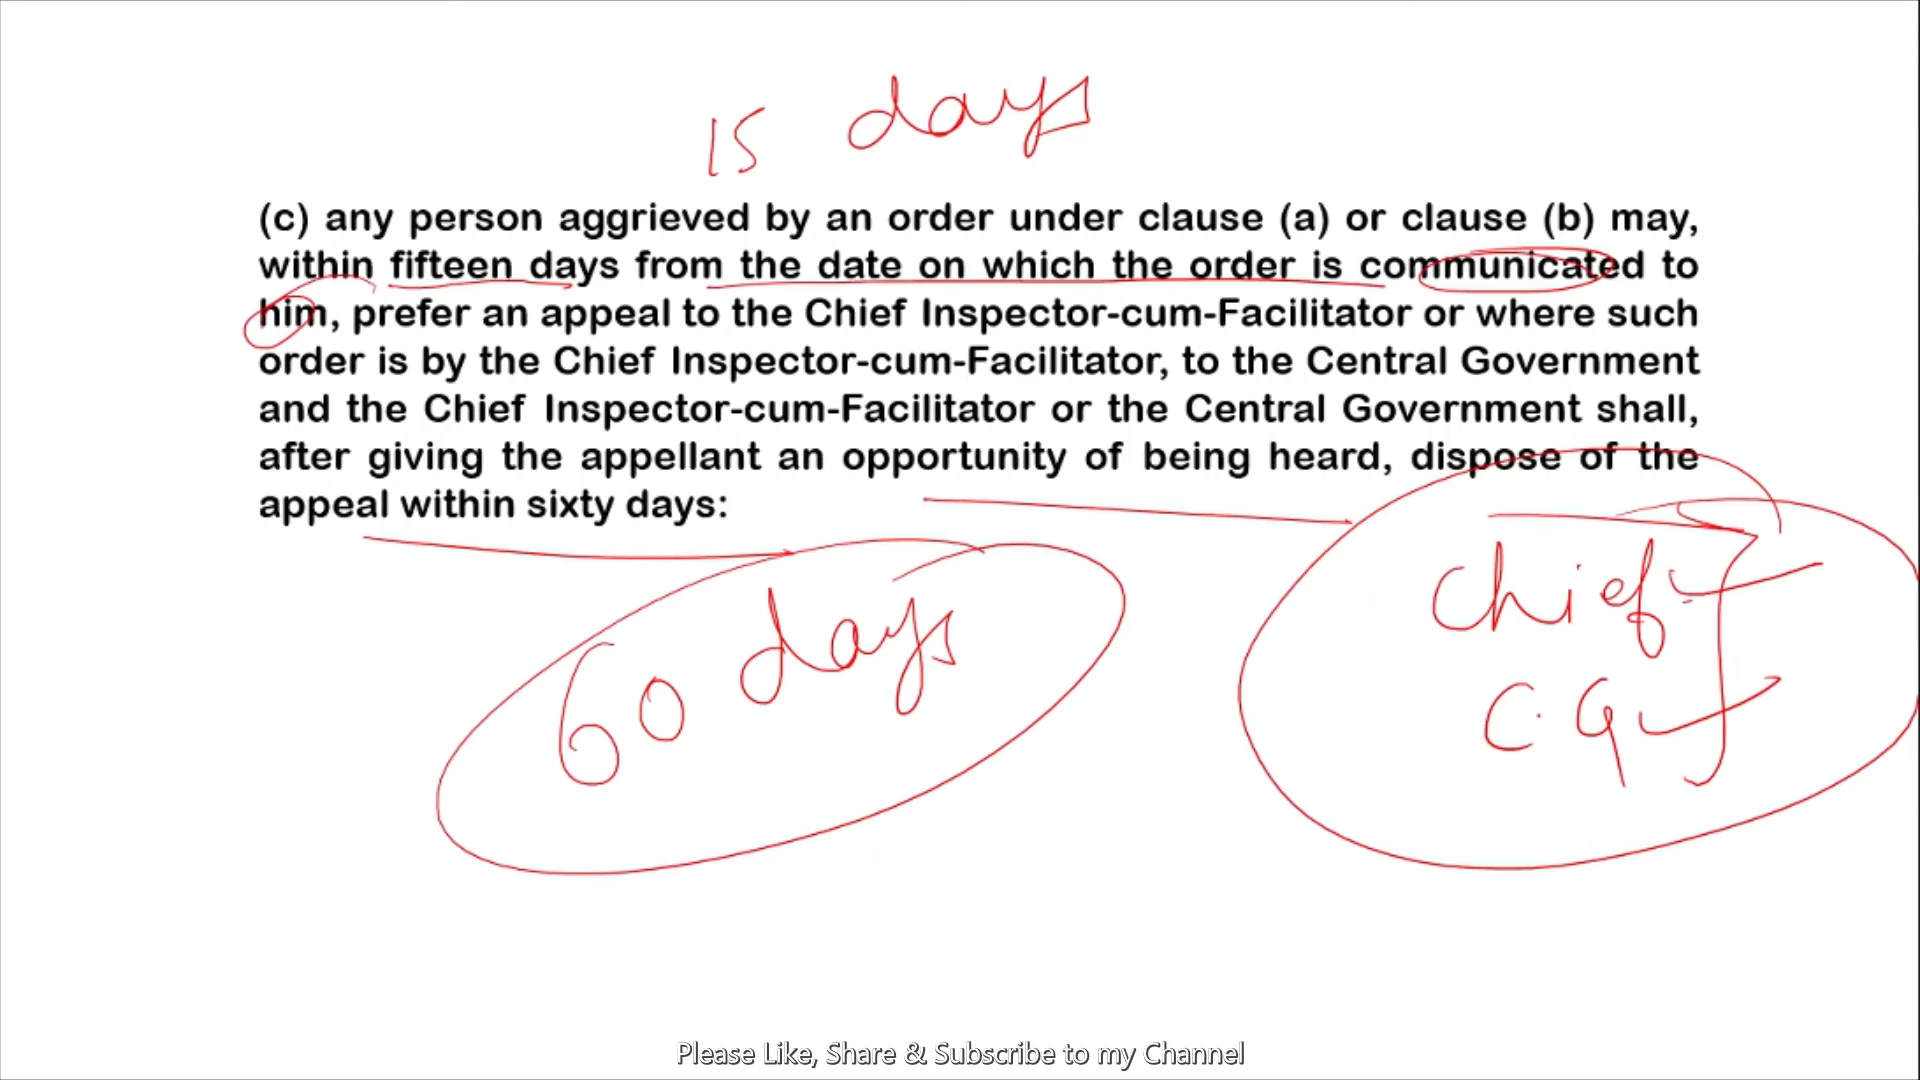 15 days
(c) any person aggrieved by an order under clause (a) or clause (b) may,
within fifteen days from the date on which the order is communicated to
him, prefer an appeal to the Chief Inspector-cum-Facilitator or where such
order is by the Chief Inspector-cum-Facilitator, to the Central Government
and the Chief Inspector-cum-Facilitator or the Central Government shall,
after giving the appellant an opportunity of being heard, dispose of the
appeal within sixty days:
60 days
Chief
C.G
Please Like, Share & Subscribe to my Channel